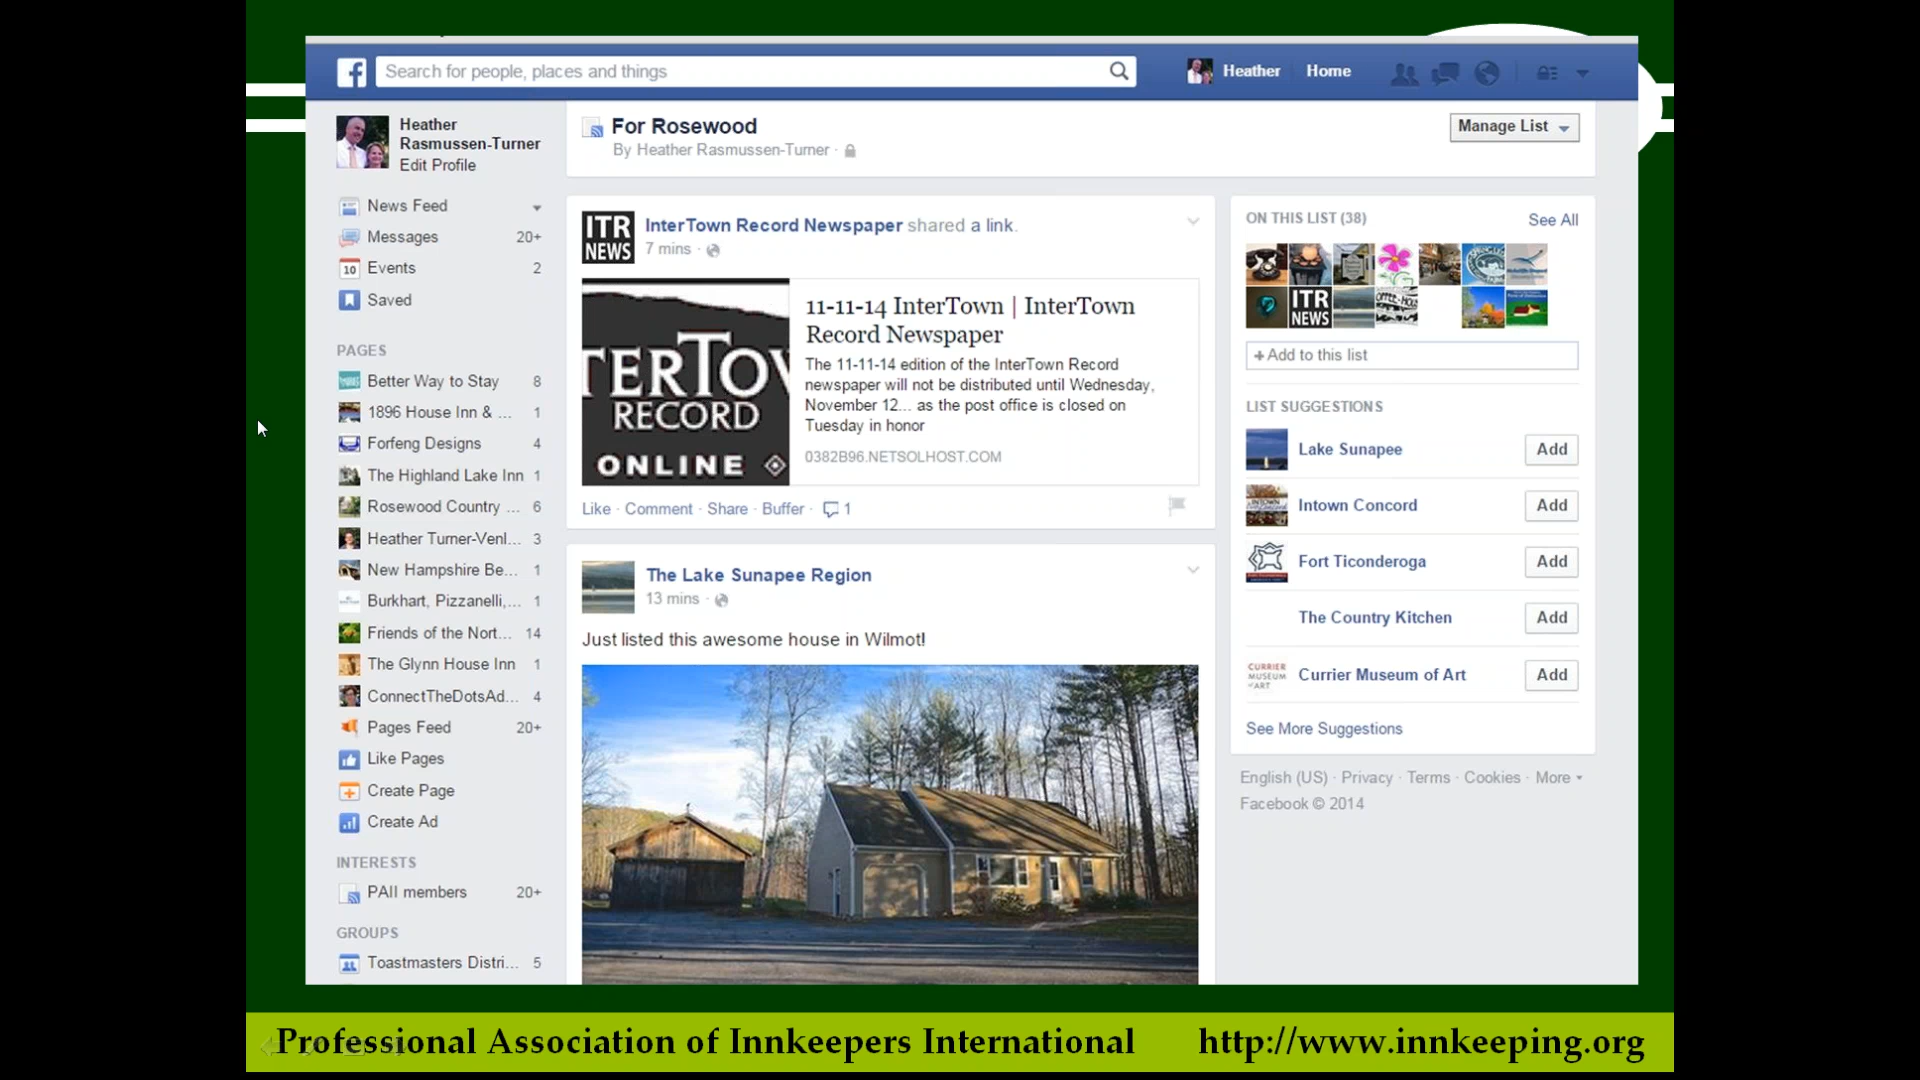 Search for people, places and things
Heather
Home
Heather
Rasmussen-Turner
Edit Profile
News Feed
Messages 20+
10 Events 2
Saved
PAGES
Better Way to Stay 8
1896 House Inn & ... 1
Forfeng Designs 4
The Highland Lake Inn 1
Rosewood Country ... 6
Heather Turner-Venl... 3
New Hampshire Be... 1
Burkhart, Pizzanelli,... 1
Friends of the Nort... 14
The Glynn House Inn 1
ConnectTheDotsAd... 4
Pages Feed 20+
Like Pages
Create Page
Create Ad
INTERESTS
PAII members 20+
GROUPS
Toastmasters Distri... 5
For Rosewood
By Heather Rasmussen-Turner ·
Manage List
ITR
NEWS
InterTown Record Newspaper shared a link.
7 mins ·
TERTOW
RECORD
ONLINE
11-11-14 InterTown | InterTown
Record Newspaper
The 11-11-14 edition of the InterTown Record
newspaper will not be distributed until Wednesday,
November 12... as the post office is closed on
Tuesday in honor
0382B96.NETSOLHOST.COM
Like · Comment · Share · Buffer · 1
The Lake Sunapee Region
13 mins ·
Just listed this awesome house in Wilmot!
ON THIS LIST (38) See All
ITR
NEWS
+ Add to this list
LIST SUGGESTIONS
Lake Sunapee Add
Intown Concord Add
Fort Ticonderoga Add
The Country Kitchen Add
CURRIER
MUSEUM
of ART
Currier Museum of Art Add
See More Suggestions
English (US) · Privacy · Terms · Cookies · More
Facebook © 2014
Professional Association of Innkeepers International http://www.innkeeping.org